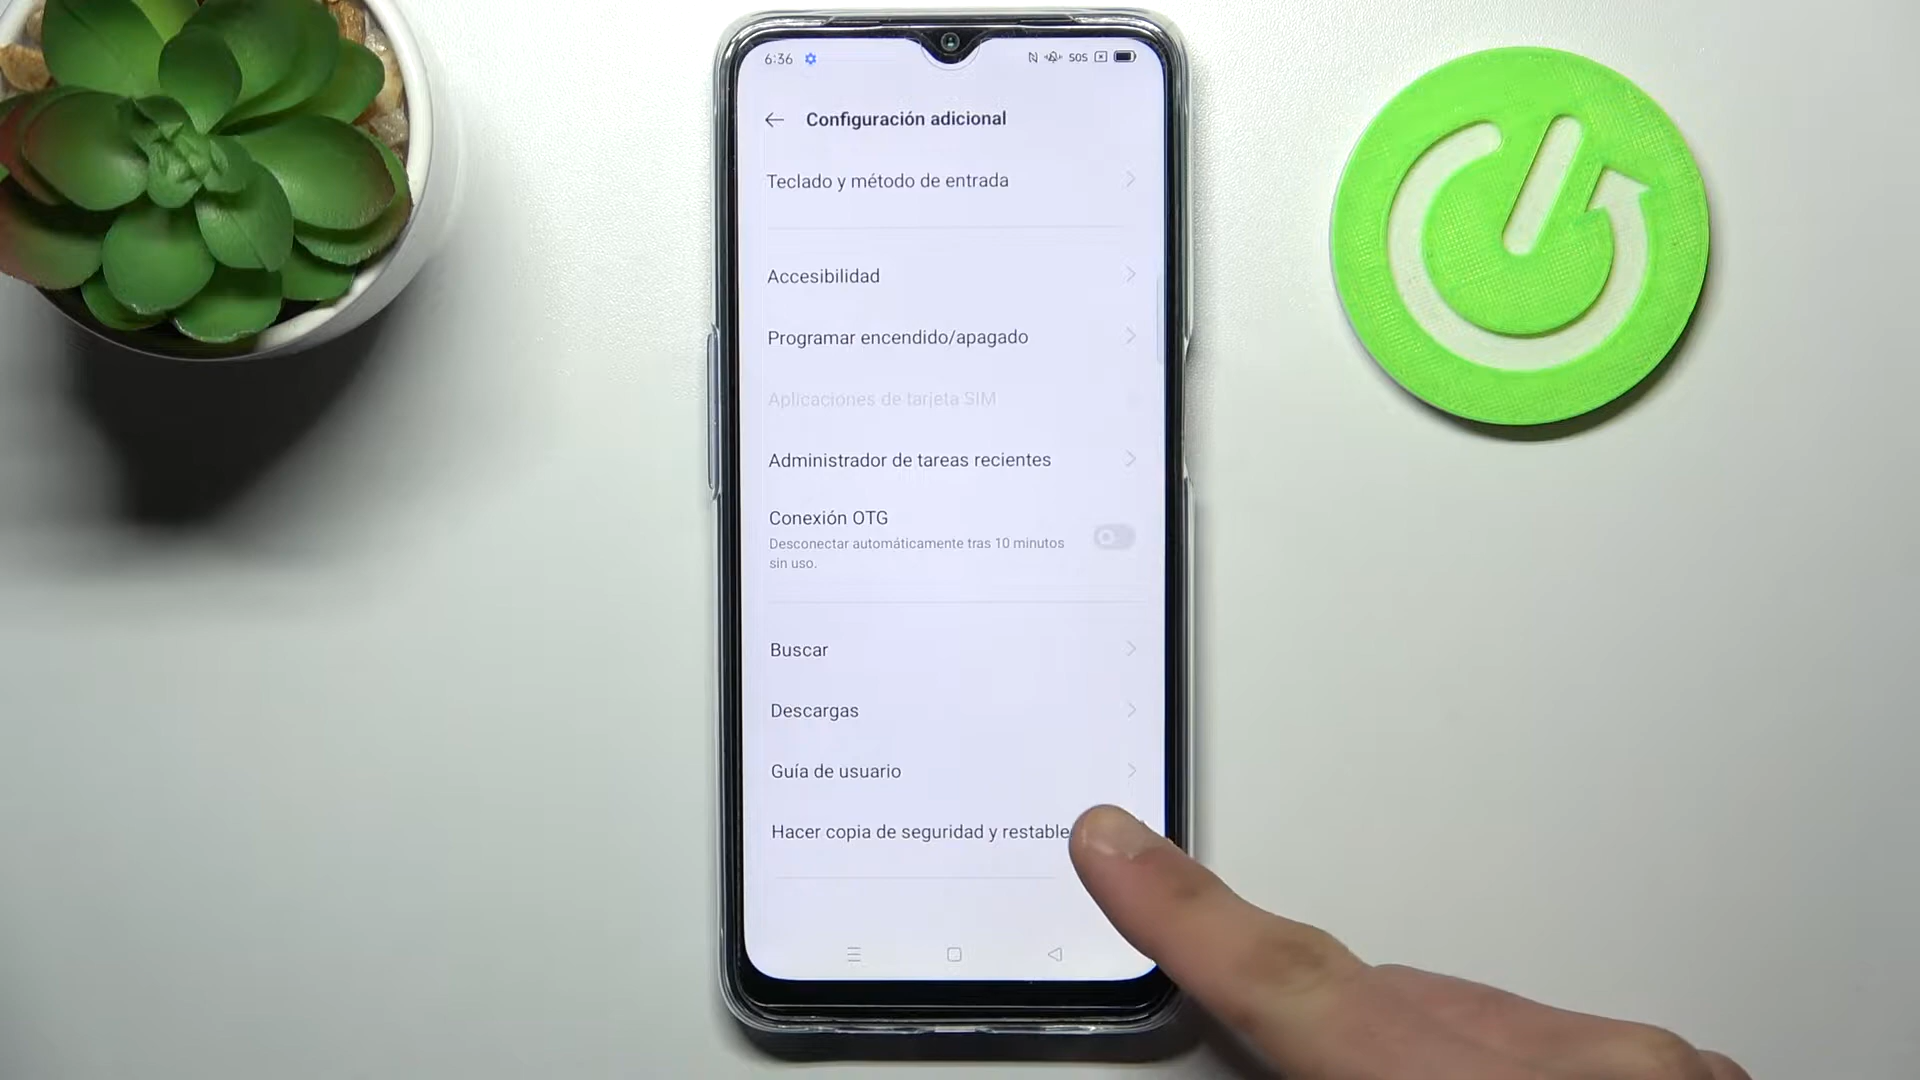 6:36 SOS
Configuración adicional
Teclado y método de entrada
Accesibilidad
Programar encendido/apagado
Aplicaciones de tarjeta SIM
Administrador de tareas recientes
Conexión OTG
Desconectar automáticamente tras 10 minutos
sin uso.
Buscar
Descargas
Guía de usuario
Hacer copia de seguridad y restable